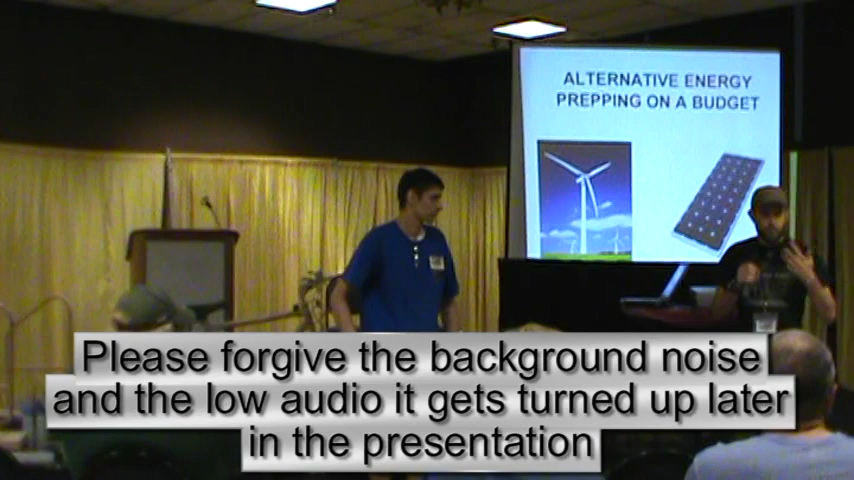 ALTERNATIVE ENERGY
PREPPING ON A BUDGET
Please forgive the background noise
and the low audio it gets turned up later
in the presentation